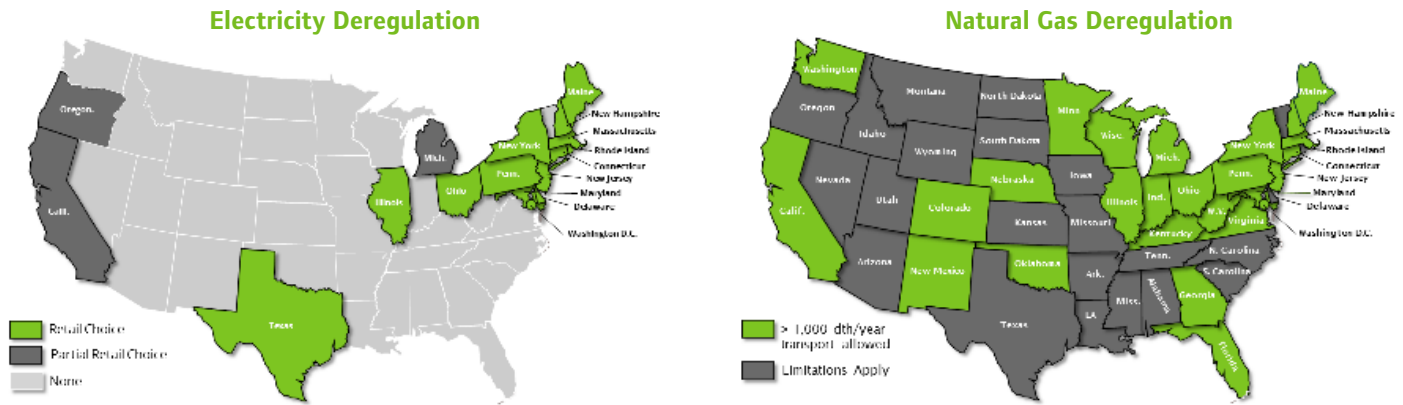 Electricity Deregulation
Oregon.
Calif.
Texas
Illinois
Mich.
Ohio
Penn.
New York
Maine
New Hampshire
Massachusetts
Rhode Island
Connecticur
New Jersey
Maryland
Delaware
Washington D.C.
Retail Choice
Partial Retail Choice
None
Natural Gas Deregulation
Washington
Oregon
Calif.
Nevada
Idaho
Montana
Wyoming
Utah
Arizona
Colorado
New Mexico
North Dakota
South Dakota
Nebraska
Kansas
Oklahoma
Texas
Minn.
Iowa
Missouri
Ark.
LA
Wisc.
Illinois
Mich.
Ind.
Ohio
Kentucky
Tenn.
Miss.
Alabama
Georgia
Florida
S. Carolina
N. Carolina
Virginia
W.V.
Penn.
New York
Maine
New Hampshire
Massachusetts
Rhode Island
Connecticur
New Jersey
Maryland
Delaware
Washington D.C.
> 1,000 dth/year
transport allowed
Limitations Apply